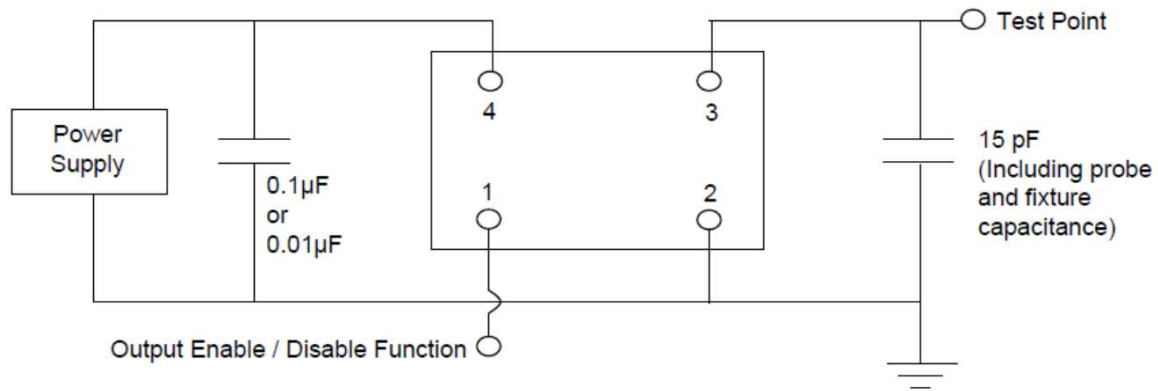 Test Point
4
3
Power
Supply
0.1µF
or
0.01µF
1
2
15 pF
(Including probe
and fixture
capacitance)
Output Enable / Disable Function